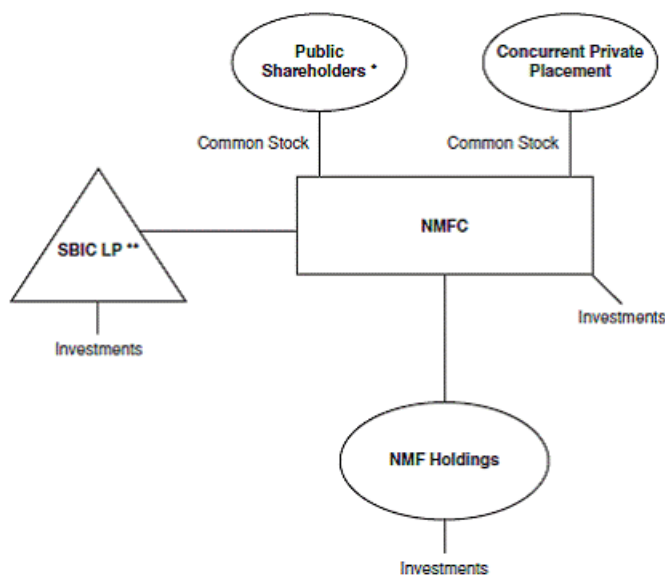 Public
Shareholders *
Concurrent Private
Placement
Common Stock
Common Stock
NMFC
SBIC LP **
Investments
Investments
NMF Holdings
Investments